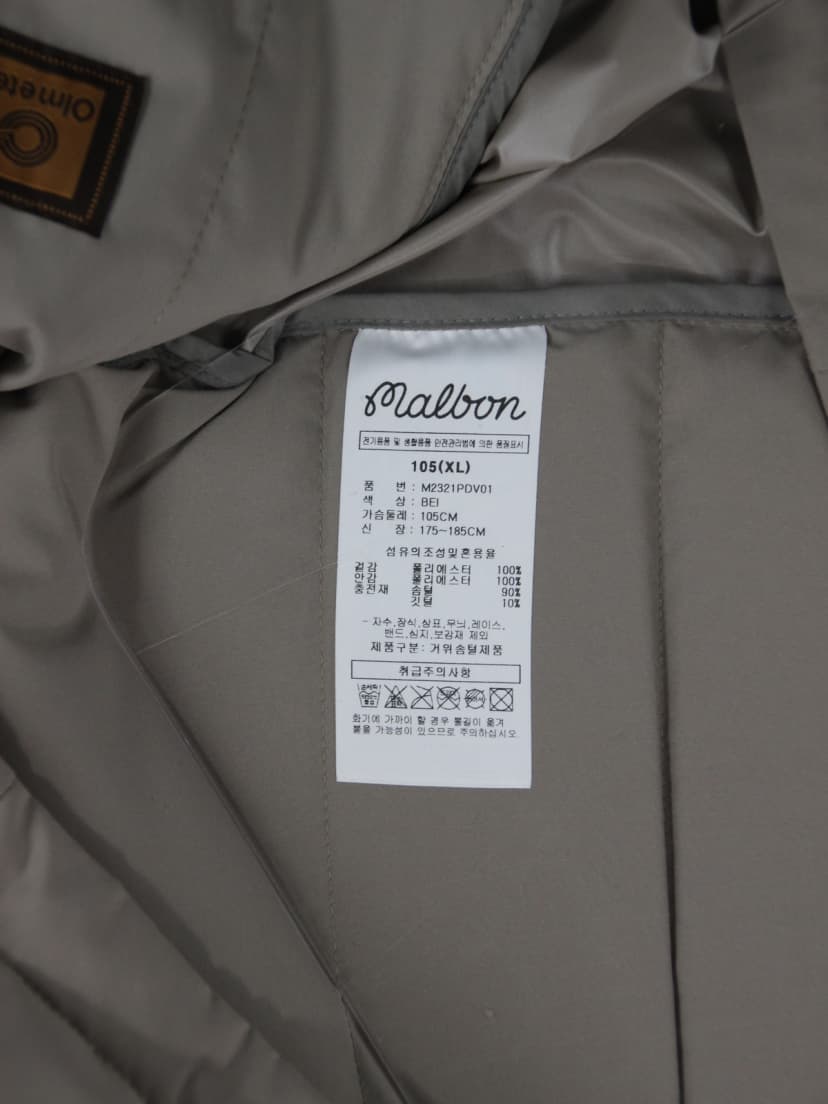 Olmete
Malbon
전기용품 및 생활용품 안전관리법에 의한 품질표시
105(XL)
품 번 : M2321PDV01
색 상 : BEI
가슴둘레 : 105CM
신 장 : 175~185CM
섬유의조성및혼용율
겉감 폴리에스터 100%
안감 폴리에스터 100%
충전재 솜털 90%
깃털 10%
- 자수,장식,상표,무늬,레이스,
밴드,심지,보강재 제외
제품구분: 거위솜털제품
취급주의사항
화기에 가까이 할 경우 불길이 옮겨
붙을 가능성이 있으므로 주의하십시오.